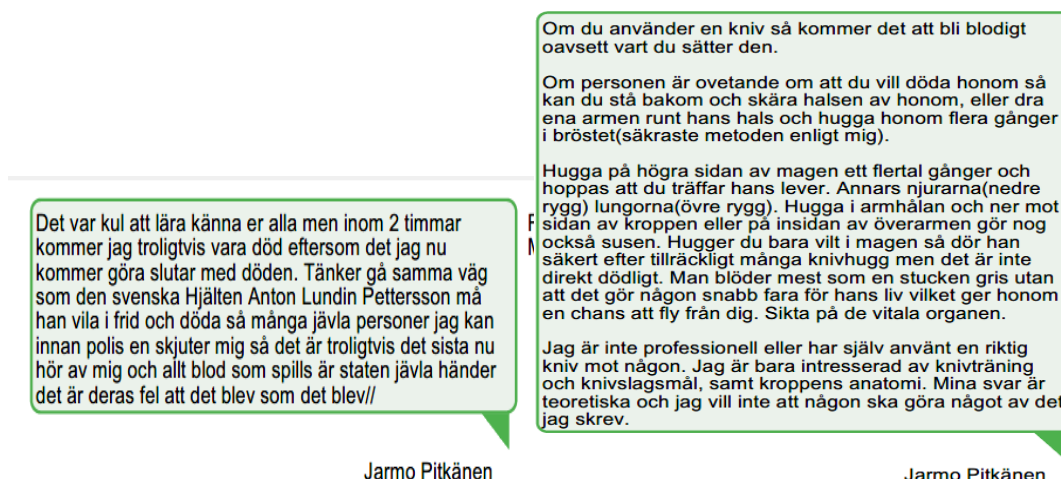 Om du använder en kniv så kommer det att bli blodigt
oavsett vart du sätter den.
Om personen är ovetande om att du vill döda honom så
kan du stå bakom och skära halsen av honom, eller dra
ena armen runt hans hals och hugga honom flera gånger
i bröstet(säkraste metoden enligt mig).
Hugga på högra sidan av magen ett flertal gånger och
hoppas att du träffar hans lever. Annars njurarna(nedre
rygg) lungorna(övre rygg). Hugga i armhålan och ner mot
sidan av kroppen eller på insidan av överarmen gör nog
också susen. Hugger du bara vilt i magen så dör han
säkert efter tillräckligt många knivhugg men det är inte
direkt dödligt. Man blöder mest som en stucken gris utan
att det gör någon snabb fara för hans liv vilket ger honom
en chans att fly från dig. Sikta på de vitala organen.
Jag är inte professionell eller har själv använt en riktig
kniv mot någon. Jag är bara intresserad av knivträning
och knivslagsmål, samt kroppens anatomi. Mina svar är
teoretiska och jag vill inte att någon ska göra något av det
jag skrev.
Jarmo Pitkänen
Det var kul att lära känna er alla men inom 2 timmar
kommer jag troligtvis vara död eftersom det jag nu
kommer göra slutar med döden. Tänker gå samma väg
som den svenska Hjälten Anton Lundin Pettersson må
han vila i frid och döda så många jävla personer jag kan
innan polis en skjuter mig så det är troligtvis det sista nu
hör av mig och allt blod som spills är staten jävla händer
det är deras fel att det blev som det blev//
Jarmo Pitkänen